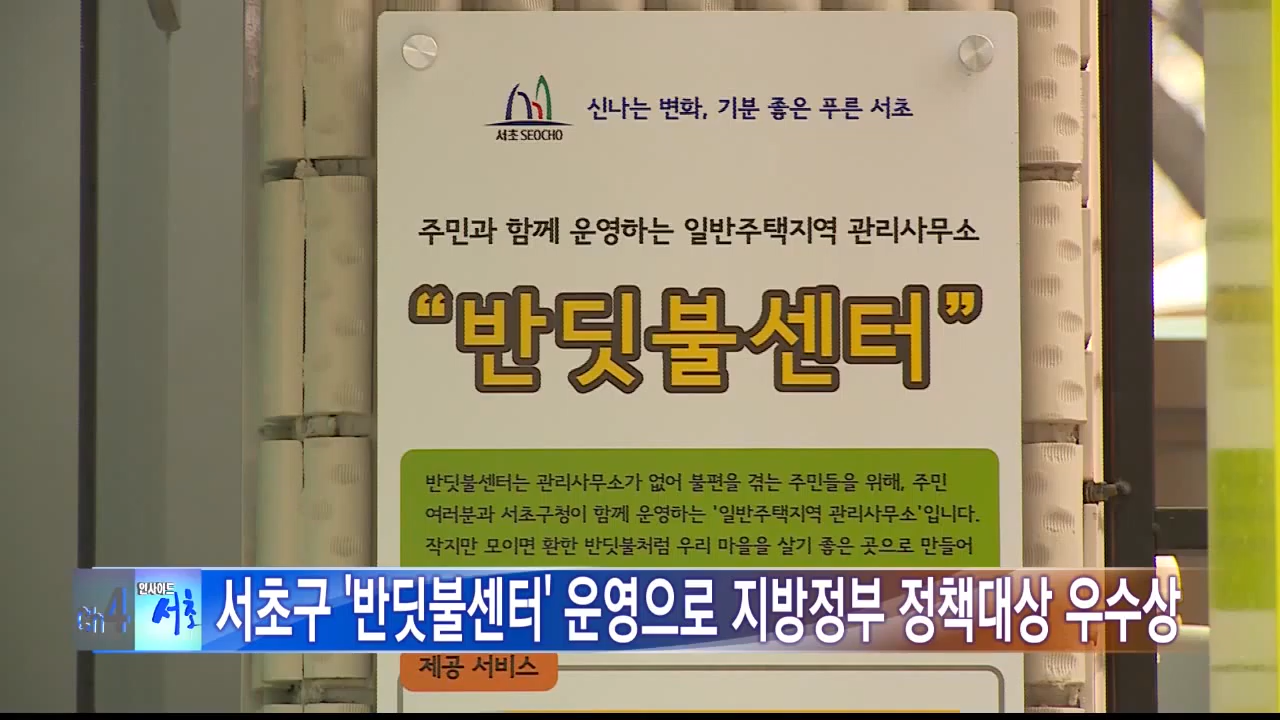 서초 SEOCHO
신나는 변화, 기분 좋은 푸른 서초
주민과 함께 운영하는 일반주택지역 관리사무소
“반딧불센터”
반딧불센터는 관리사무소가 없어 불편을 겪는 주민들을 위해, 주민
여러분과 서초구청이 함께 운영하는 '일반주택지역 관리사무소'입니다.
작지만 모이면 환한 반딧불처럼 우리 마을을 살기 좋은 곳으로 만들어
ch 4
인사이드
서초
서초구 '반딧불센터' 운영으로 지방정부 정책대상 우수상
제공 서비스